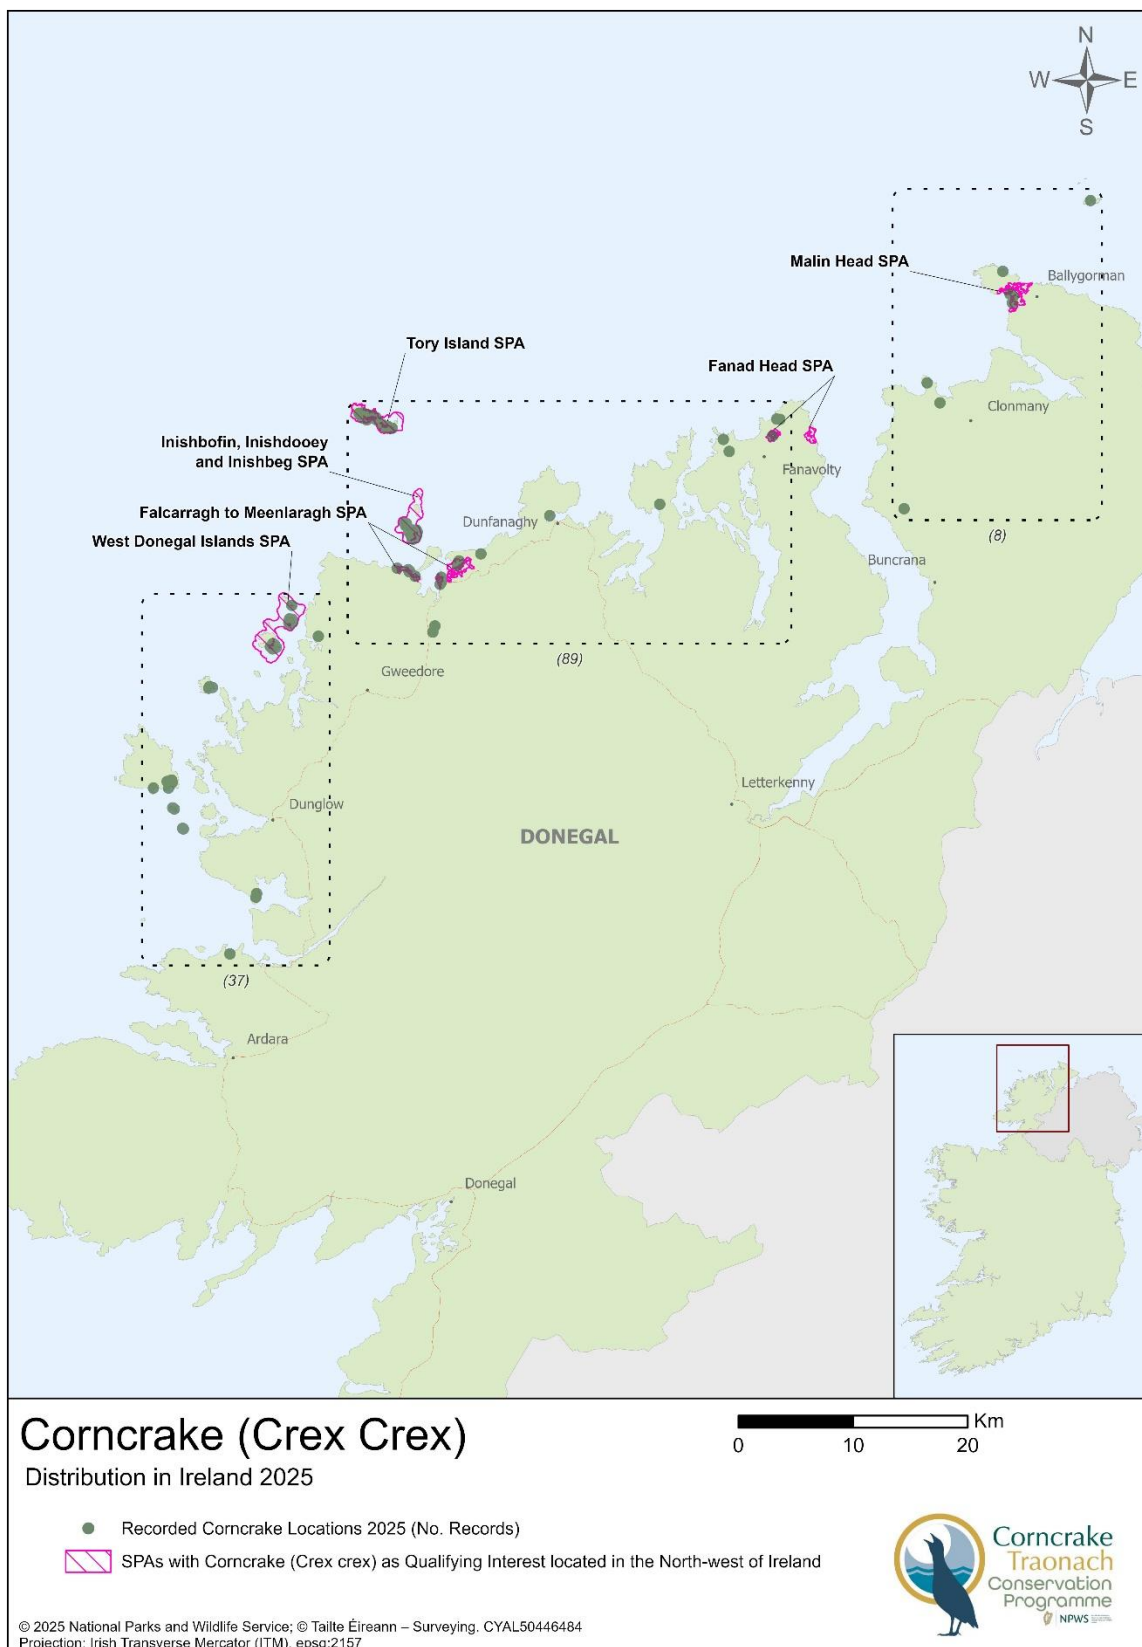 N
W E
S
Malin Head SPA
Ballygorman
Tory Island SPA
Fanad Head SPA
Clonmany
Inishbofin, Inishdooey
and Inishbeg SPA
Fanavolty
Falcarragh to Meenlaragh SPA
Dunfanaghy
West Donegal Islands SPA
(8)
Buncrana
(89)
Gweedore
Letterkenny
Dunglow
DONEGAL
(37)
Ardara
Donegal
Corncrake (Crex Crex)
Distribution in Ireland 2025
Km
0 10 20
Recorded Corncrake Locations 2025 (No. Records)
SPAs with Corncrake (Crex crex) as Qualifying Interest located in the North-west of Ireland
Corncrake
Traonach
Conservation
Programme
NPWS
© 2025 National Parks and Wildlife Service; © Tailte Éireann – Surveying. CYAL50446484
Projection: Irish Transverse Mercator (ITM). epsg:2157